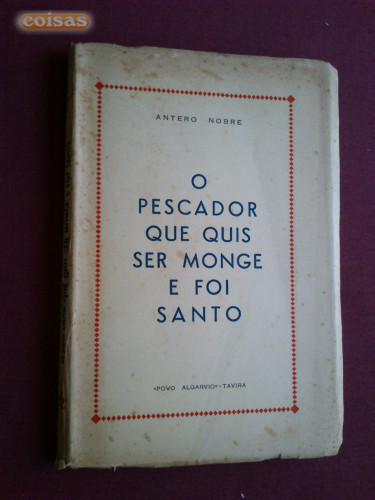 coisas
ANTERO NOBRE
O
PESCADOR
QUE QUIS
SER MONGE
E FOI
SANTO
«POVO ALGARVIO» - TAVIRA